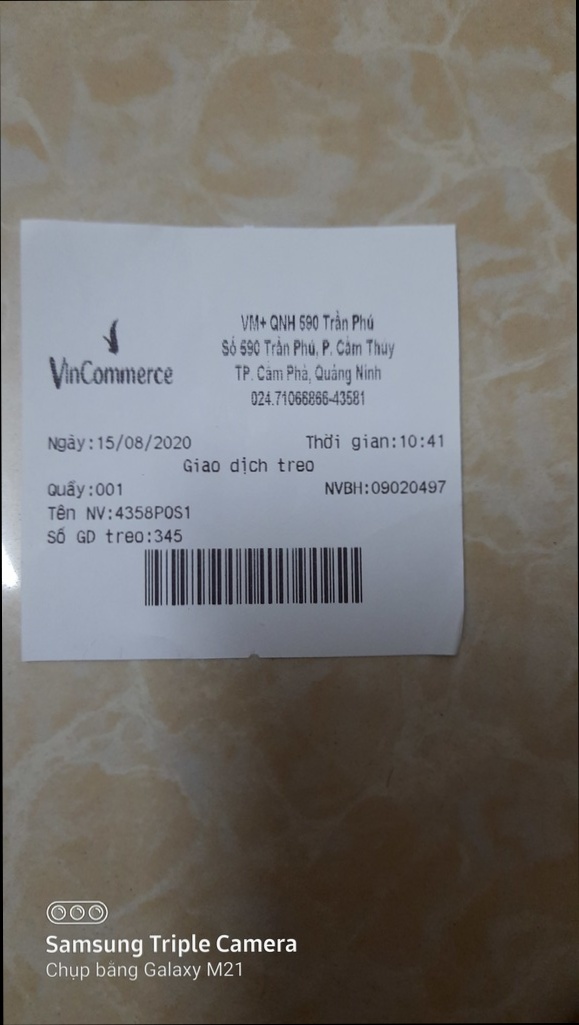 VinCommerce
VM+ QNH 590 Trần Phú
Số 590 Trần Phú, P. Cẩm Thủy
TP. Cẩm Phả, Quảng Ninh
024.71066866-43581
Ngày:15/08/2020 Thời gian:10:41
Giao dịch treo
Quầy:001 NVBH:09020497
Tên NV:4358POS1
Số GD treo:345
Samsung Triple Camera
Chụp bằng Galaxy M21